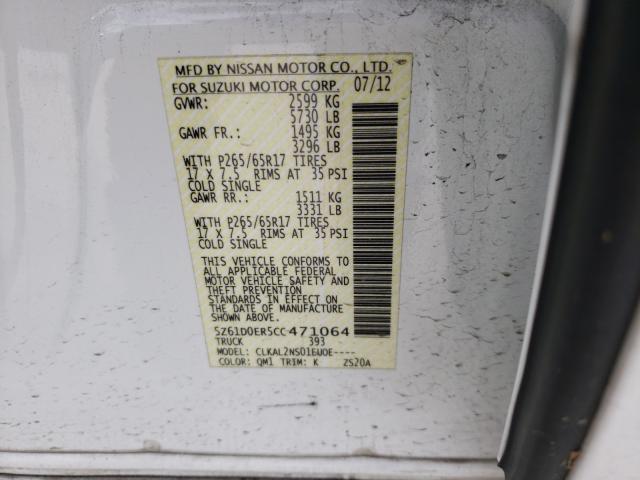 MFD BY NISSAN MOTOR CO., LTD.
FOR SUZUKI MOTOR CORP. 07/12
GVWR: 2599 KG
5730 LB
GAWR FR.: 1495 KG
3296 LB
WITH P265/65R17 TIRES
17 X 7.5 RIMS AT 35 PSI
COLD SINGLE
GAWR RR.: 1511 KG
3331 LB
WITH P265/65R17 TIRES
17 X 7.5 RIMS AT 35 PSI
COLD SINGLE
THIS VEHICLE CONFORMS TO
ALL APPLICABLE FEDERAL
MOTOR VEHICLE SAFETY AND
THEFT PREVENTION
STANDARDS IN EFFECT ON
THE DATE OF MANUFACTURE
SHOWN ABOVE.
5Z61D0ER5CC471064
TRUCK 393
MODEL: CLKAL2NS01EUOE----
COLOR: QM1 TRIM: K ZS20A